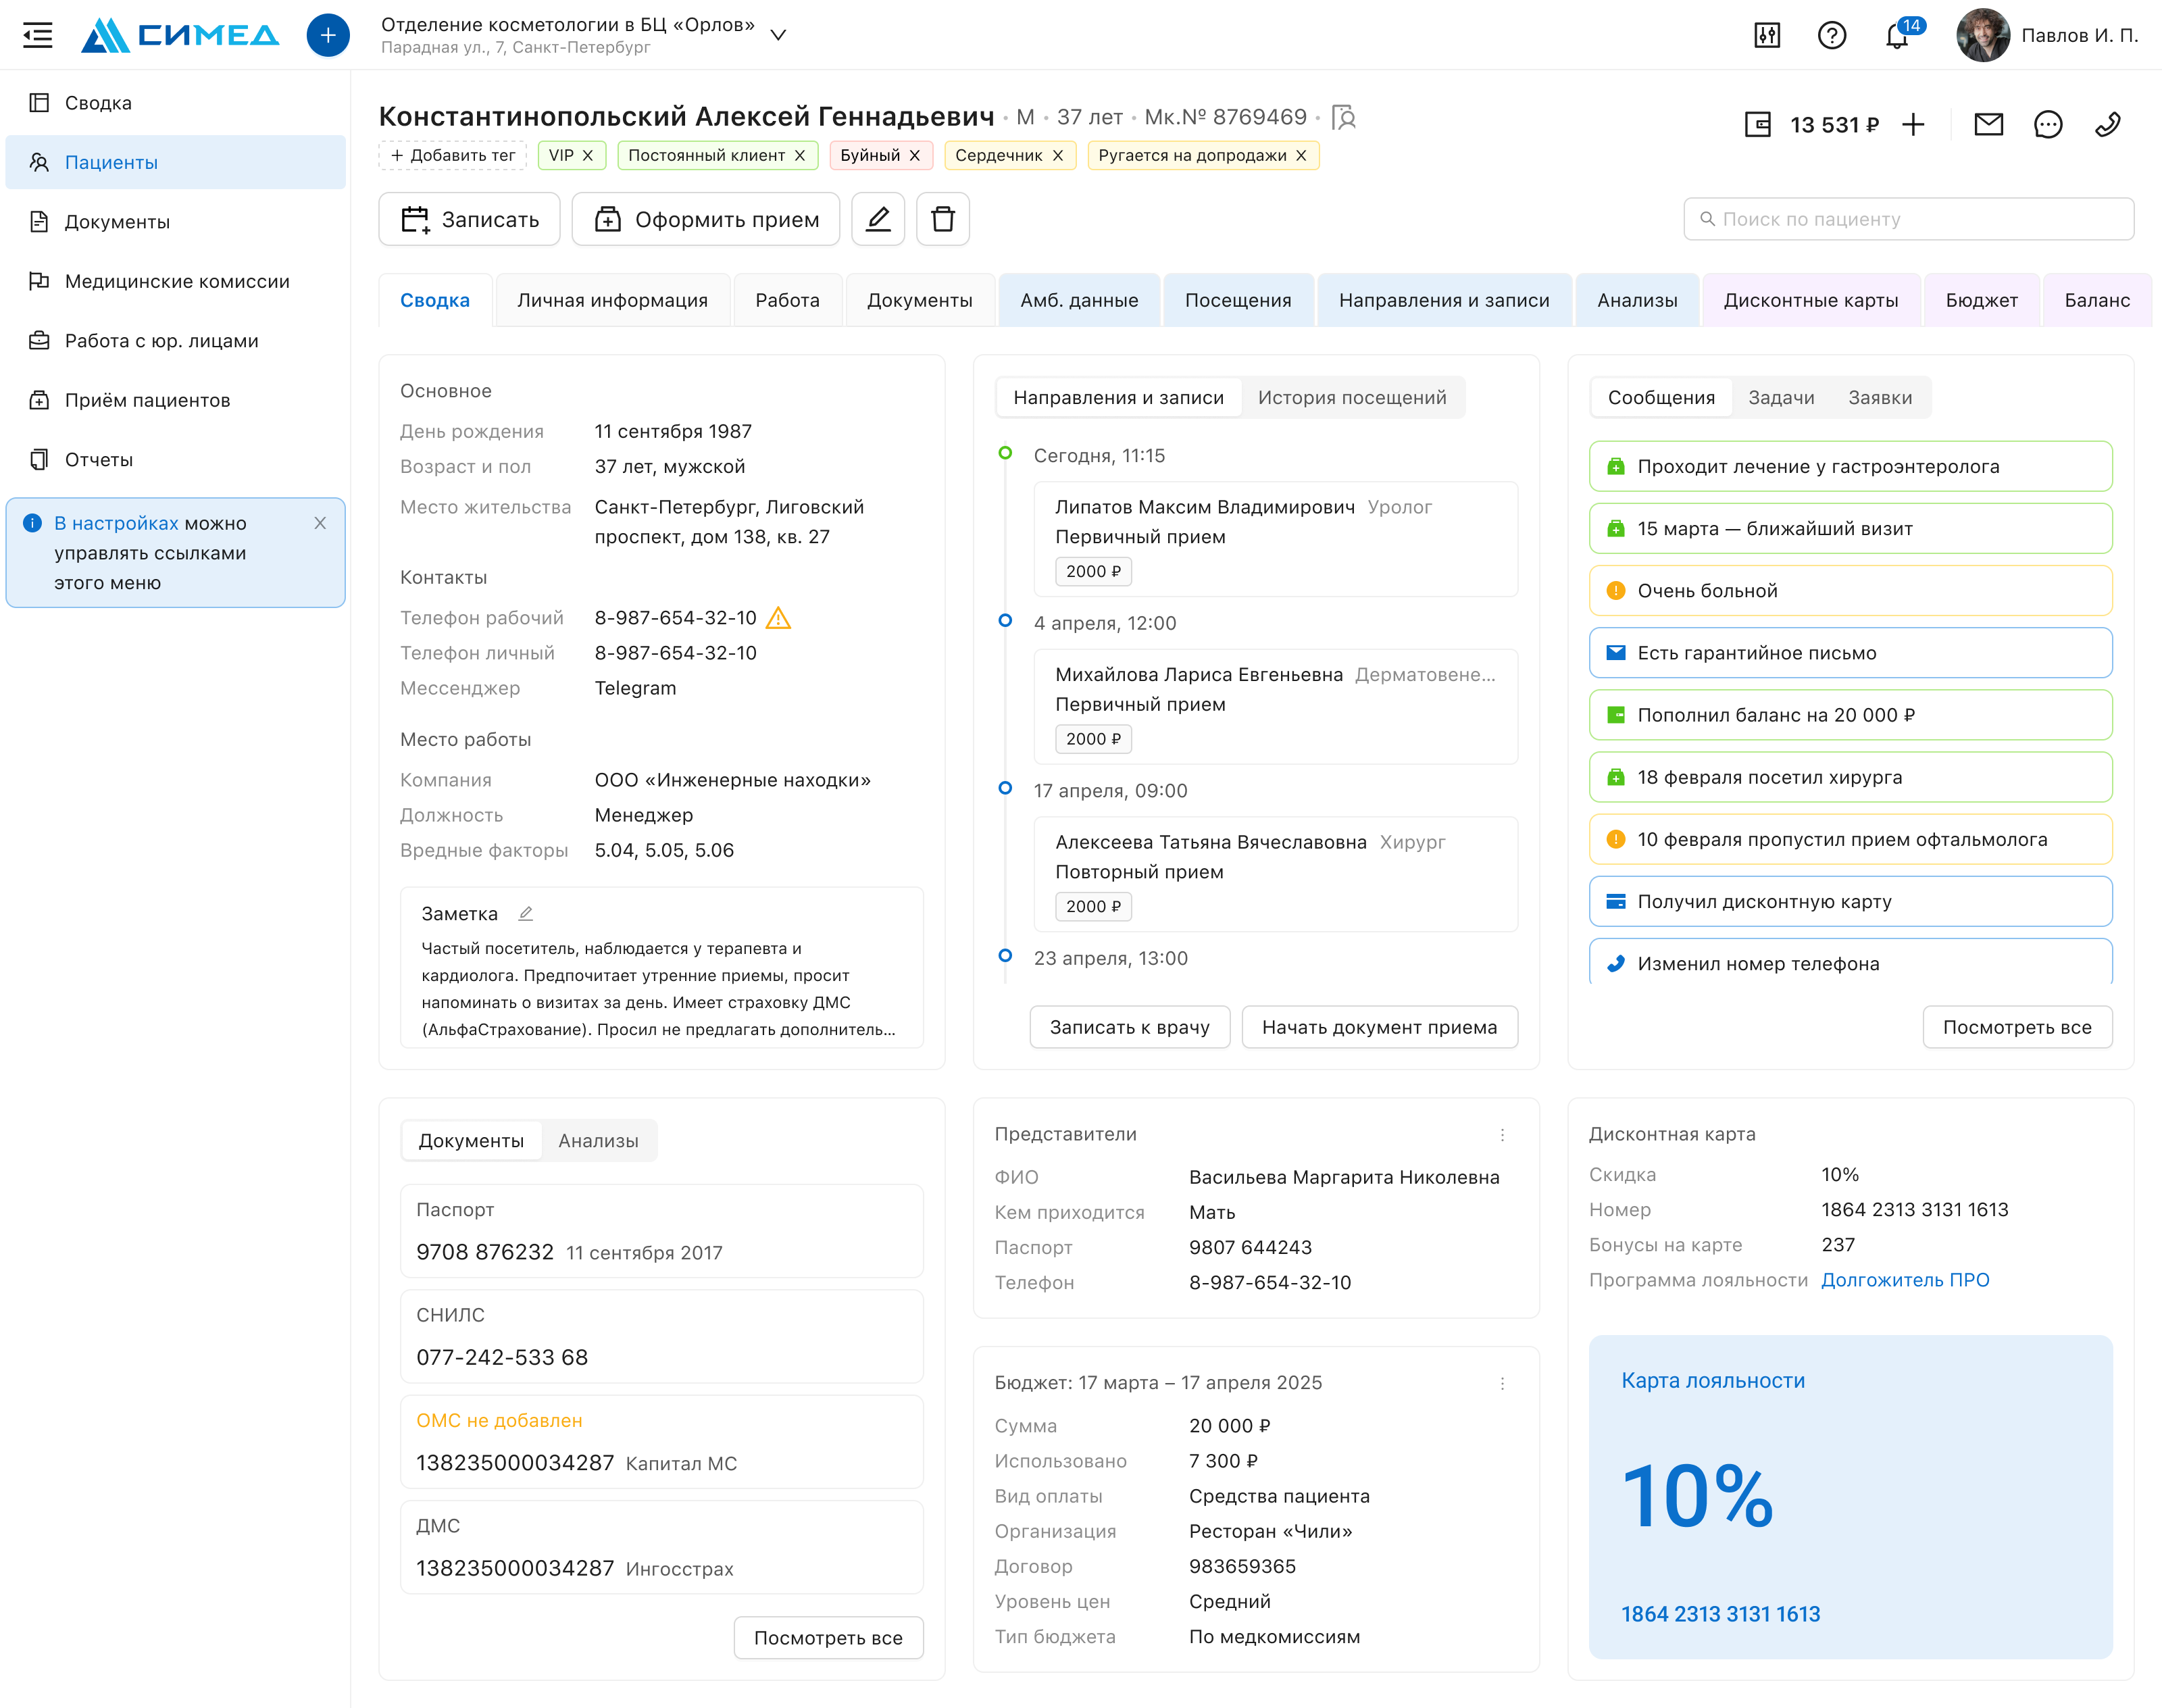 СИМЕД
Отделение косметологии в БЦ «Орлов»
Парадная ул., 7, Санкт-Петербург
14
Павлов И. П.
Сводка
Пациенты
Документы
Медицинские комиссии
Работа с юр. лицами
Приём пациентов
Отчеты
В настройках можно
управлять ссылками
этого меню
Константинопольский Алексей Геннадьевич · М · 37 лет · Мк.№ 8769469 ·
13 531 ₽
+ Добавить тег
VIP
Постоянный клиент
Буйный
Сердечник
Ругается на допродажи
Записать
Оформить прием
Поиск по пациенту
Сводка
Личная информация
Работа
Документы
Амб. данные
Посещения
Направления и записи
Анализы
Дисконтные карты
Бюджет
Баланс
Основное
День рождения 11 сентября 1987
Возраст и пол 37 лет, мужской
Место жительства Санкт-Петербург, Лиговский
проспект, дом 138, кв. 27
Контакты
Телефон рабочий 8-987-654-32-10
Телефон личный 8-987-654-32-10
Мессенджер Telegram
Место работы
Компания ООО «Инженерные находки»
Должность Менеджер
Вредные факторы 5.04, 5.05, 5.06
Заметка
Частый посетитель, наблюдается у терапевта и
кардиолога. Предпочитает утренние приемы, просит
напоминать о визитах за день. Имеет страховку ДМС
(АльфаСтрахование). Просил не предлагать дополнитель...
Направления и записи
История посещений
Сегодня, 11:15
Липатов Максим Владимирович Уролог
Первичный прием
2000 ₽
4 апреля, 12:00
Михайлова Лариса Евгеньевна Дерматовене...
Первичный прием
2000 ₽
17 апреля, 09:00
Алексеева Татьяна Вячеславовна Хирург
Повторный прием
2000 ₽
23 апреля, 13:00
Записать к врачу
Начать документ приема
Сообщения
Задачи
Заявки
Проходит лечение у гастроэнтеролога
15 марта — ближайший визит
Очень больной
Есть гарантийное письмо
Пополнил баланс на 20 000 ₽
18 февраля посетил хирурга
10 февраля пропустил прием офтальмолога
Получил дисконтную карту
Изменил номер телефона
Посмотреть все
Документы
Анализы
Паспорт
9708 876232 11 сентября 2017
СНИЛС
077-242-533 68
ОМС не добавлен
138235000034287 Капитал МС
ДМС
138235000034287 Ингосстрах
Посмотреть все
Представители
ФИО Васильева Маргарита Николевна
Кем приходится Мать
Паспорт 9807 644243
Телефон 8-987-654-32-10
Бюджет: 17 марта – 17 апреля 2025
Сумма 20 000 ₽
Использовано 7 300 ₽
Вид оплаты Средства пациента
Организация Ресторан «Чили»
Договор 983659365
Уровень цен Средний
Тип бюджета По медкомиссиям
Дисконтная карта
Скидка 10%
Номер 1864 2313 3131 1613
Бонусы на карте 237
Программа лояльности Долгожитель ПРО
Карта лояльности
10%
1864 2313 3131 1613